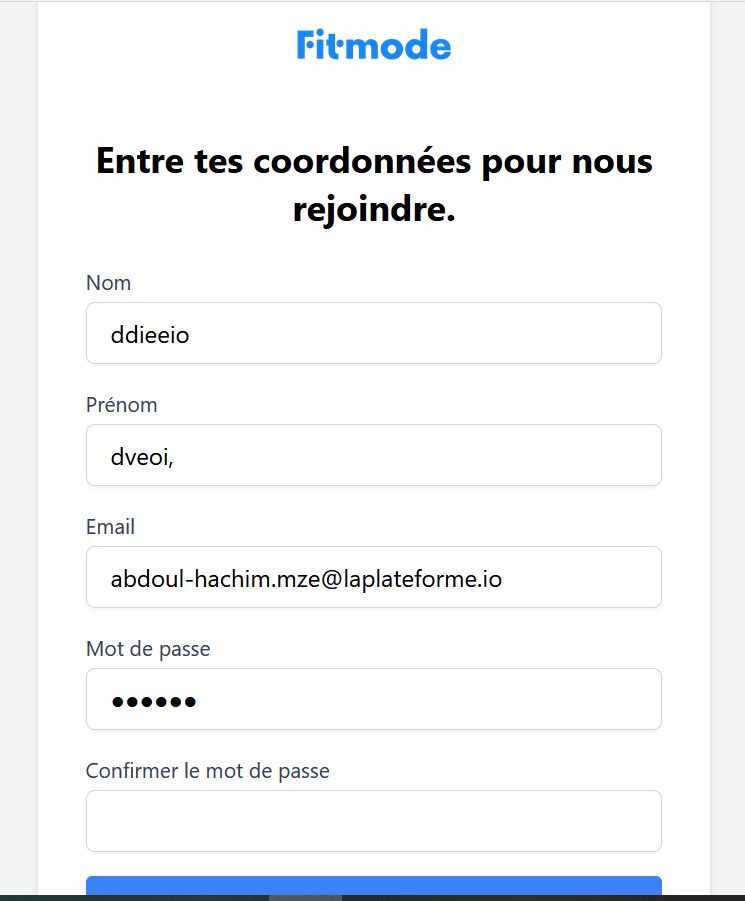 Fitmode
Entre tes coordonnées pour nous
rejoindre.
Nom
ddieeio
Prénom
dveoi,
Email
abdoul-hachim.mze@laplateforme.io
Mot de passe
••••••
Confirmer le mot de passe